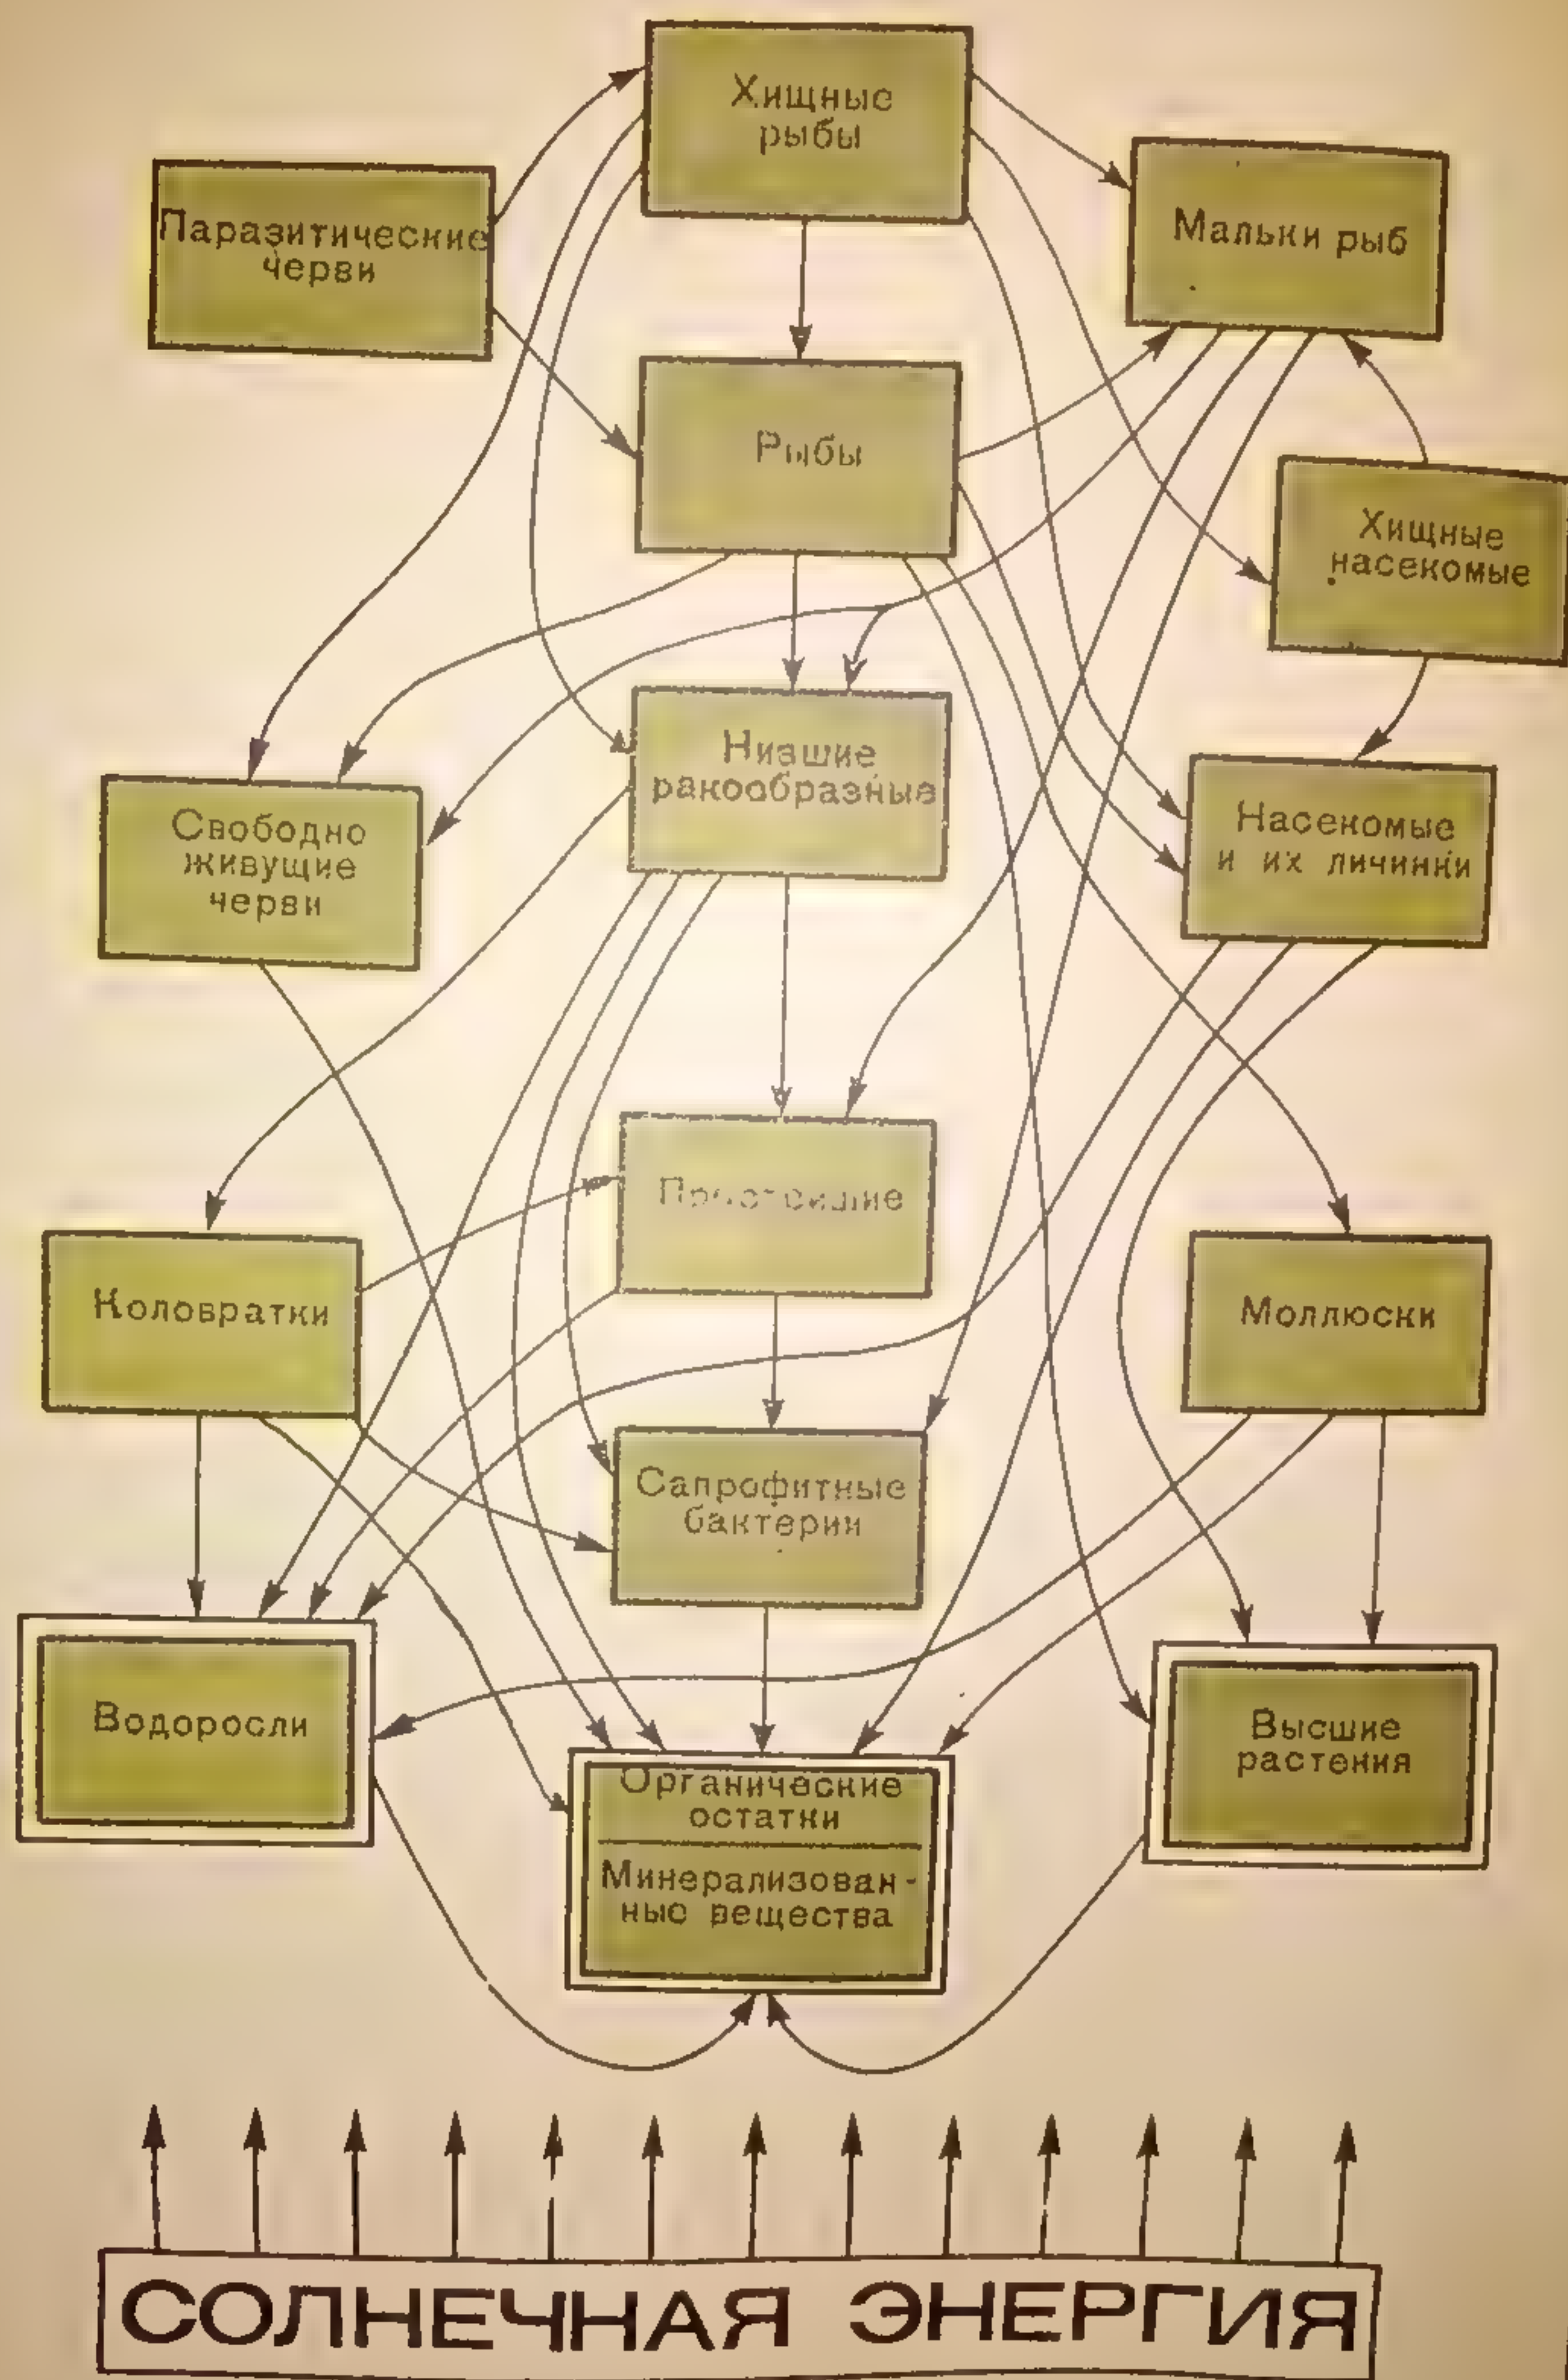 Хищные
рыбы
Паразитические
черви
Мальки рыб
Рыбы
Хищные
насекомые
Низшие
ракообразные
Свободно
живущие
черви
Насекомые
и их личинки
Простейшие
Коловратки
Моллюски
Сапрофитные
бактерии
Водоросли
Высшие
растения
Органические
остатки
Минерализован-
ные вещества
СОЛНЕЧНАЯ ЭНЕРГИЯ